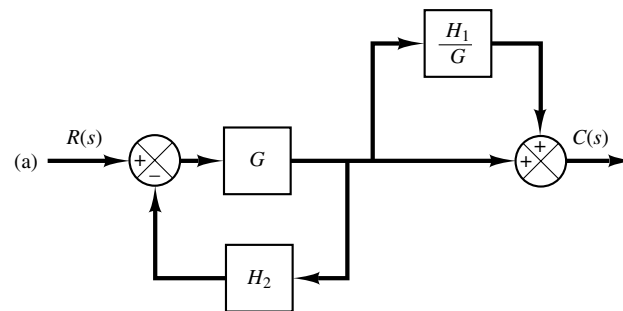 H₁
G
R(s)
C(s)
+
(a)
+
−
G
+
H₂